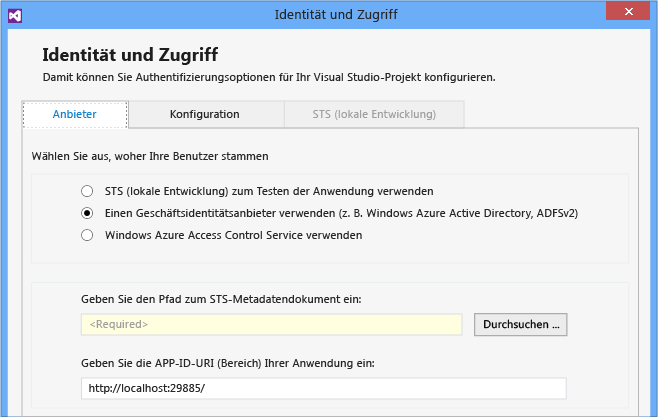 Identität und Zugriff
Identität und Zugriff
Damit können Sie Authentifizierungsoptionen für Ihr Visual Studio-Projekt konfigurieren.
Anbieter Konfiguration STS (lokale Entwicklung)
Wählen Sie aus, woher Ihre Benutzer stammen
STS (lokale Entwicklung) zum Testen der Anwendung verwenden
Einen Geschäftsidentitätsanbieter verwenden (z. B. Windows Azure Active Directory, ADFSv2)
Windows Azure Access Control Service verwenden
Geben Sie den Pfad zum STS-Metadatendokument ein:
<Required> Durchsuchen ...
Geben Sie die APP-ID-URI (Bereich) Ihrer Anwendung ein:
http://localhost:29885/